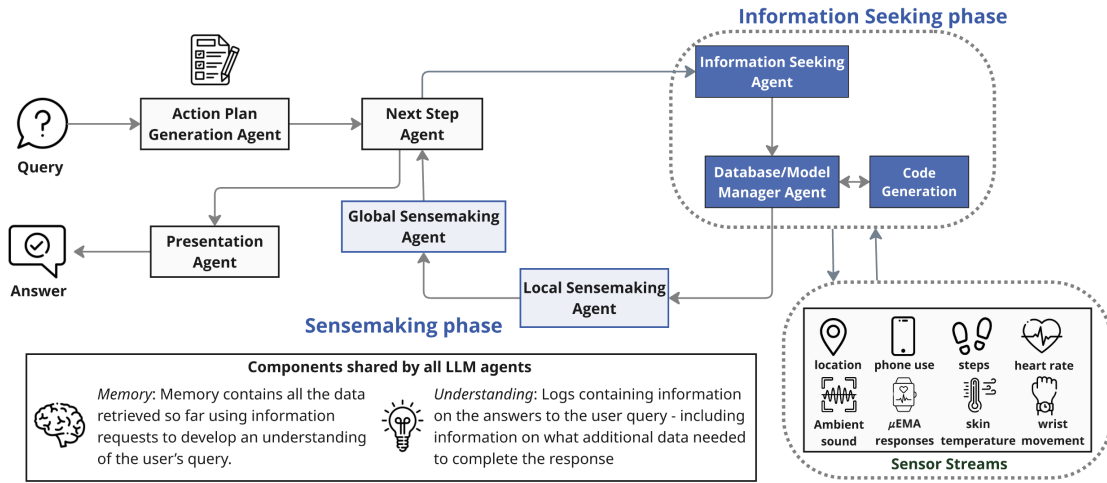 Information Seeking phase
Information Seeking
Agent
Action Plan
Generation Agent
Next Step
Agent
?
Query
Database/Model
Manager Agent
Code
Generation
Global Sensemaking
Agent
Presentation
Agent
Answer
Local Sensemaking
Agent
Sensemaking phase
Components shared by all LLM agents
Memory: Memory contains all the data
retrieved so far using information
requests to develop an understanding
of the user’s query.
Understanding: Logs containing information
on the answers to the user query - including
information on what additional data needed
to complete the response
location
phone use
steps
heart rate
Ambient
sound
μEMA
responses
skin
temperature
wrist
movement
Sensor Streams